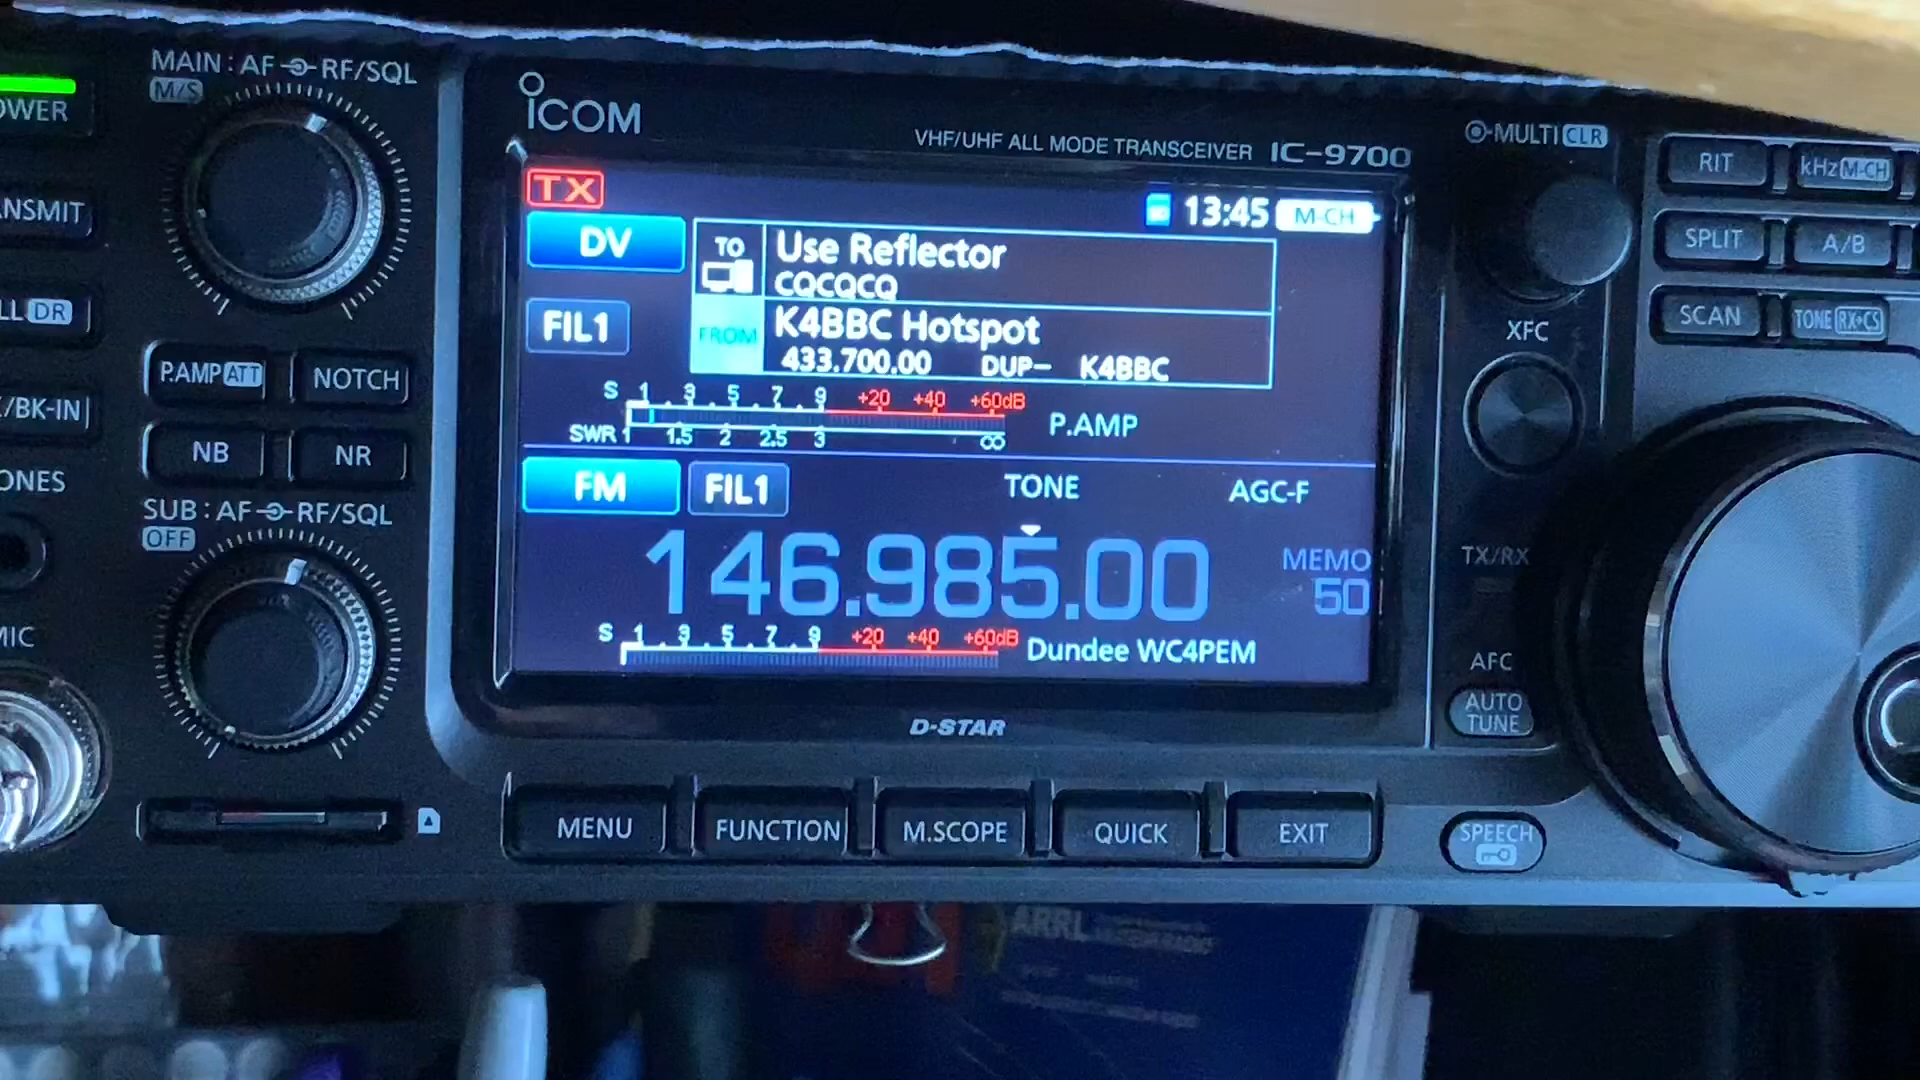 MAIN : AF RF/SQL
M/S
OWER
ANSMIT
LL DR
P.AMP ATT
NOTCH
/BK-IN
NB
NR
ONES
SUB : AF RF/SQL
OFF
MIC
ICOM
VHF/UHF ALL MODE TRANSCEIVER IC-9700
TX
13:45 M-CH
DV
TO
Use Reflector
CQCQCQ
FIL1
FROM
K4BBC Hotspot
433.700.00 DUP- K4BBC
S 1 . 3 . 5 . 7 . 9 +20 +40 +60dB
P.AMP
SWR 1 1.5 2 2.5 3 ∞
FM FIL1 TONE AGC-F
146.985.00
MEMO
50
S 1 . 3 . 5 . 7 . 9 +20 +40 +60dB
Dundee WC4PEM
D-STAR
MENU
FUNCTION
M.SCOPE
QUICK
EXIT
MULTI CLR
RIT
kHz M-CH
SPLIT
A/B
SCAN
TONE RX→CS
XFC
TX/RX
AFC
AUTO
TUNE
SPEECH
ARRL